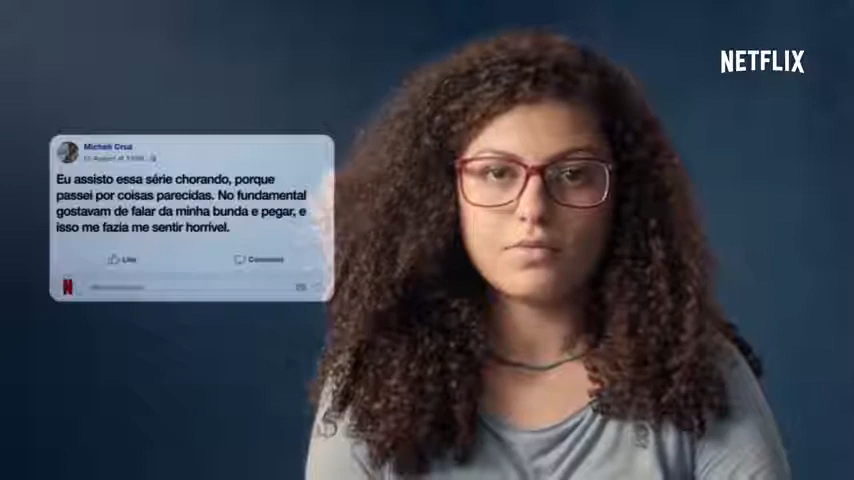 NETFLIX
Micheli Cruz
Eu assisto essa série chorando, porque
passei por coisas parecidas. No fundamental
gostavam de falar da minha bunda e pegar, e
isso me fazia me sentir horrível.
Like Comment
N